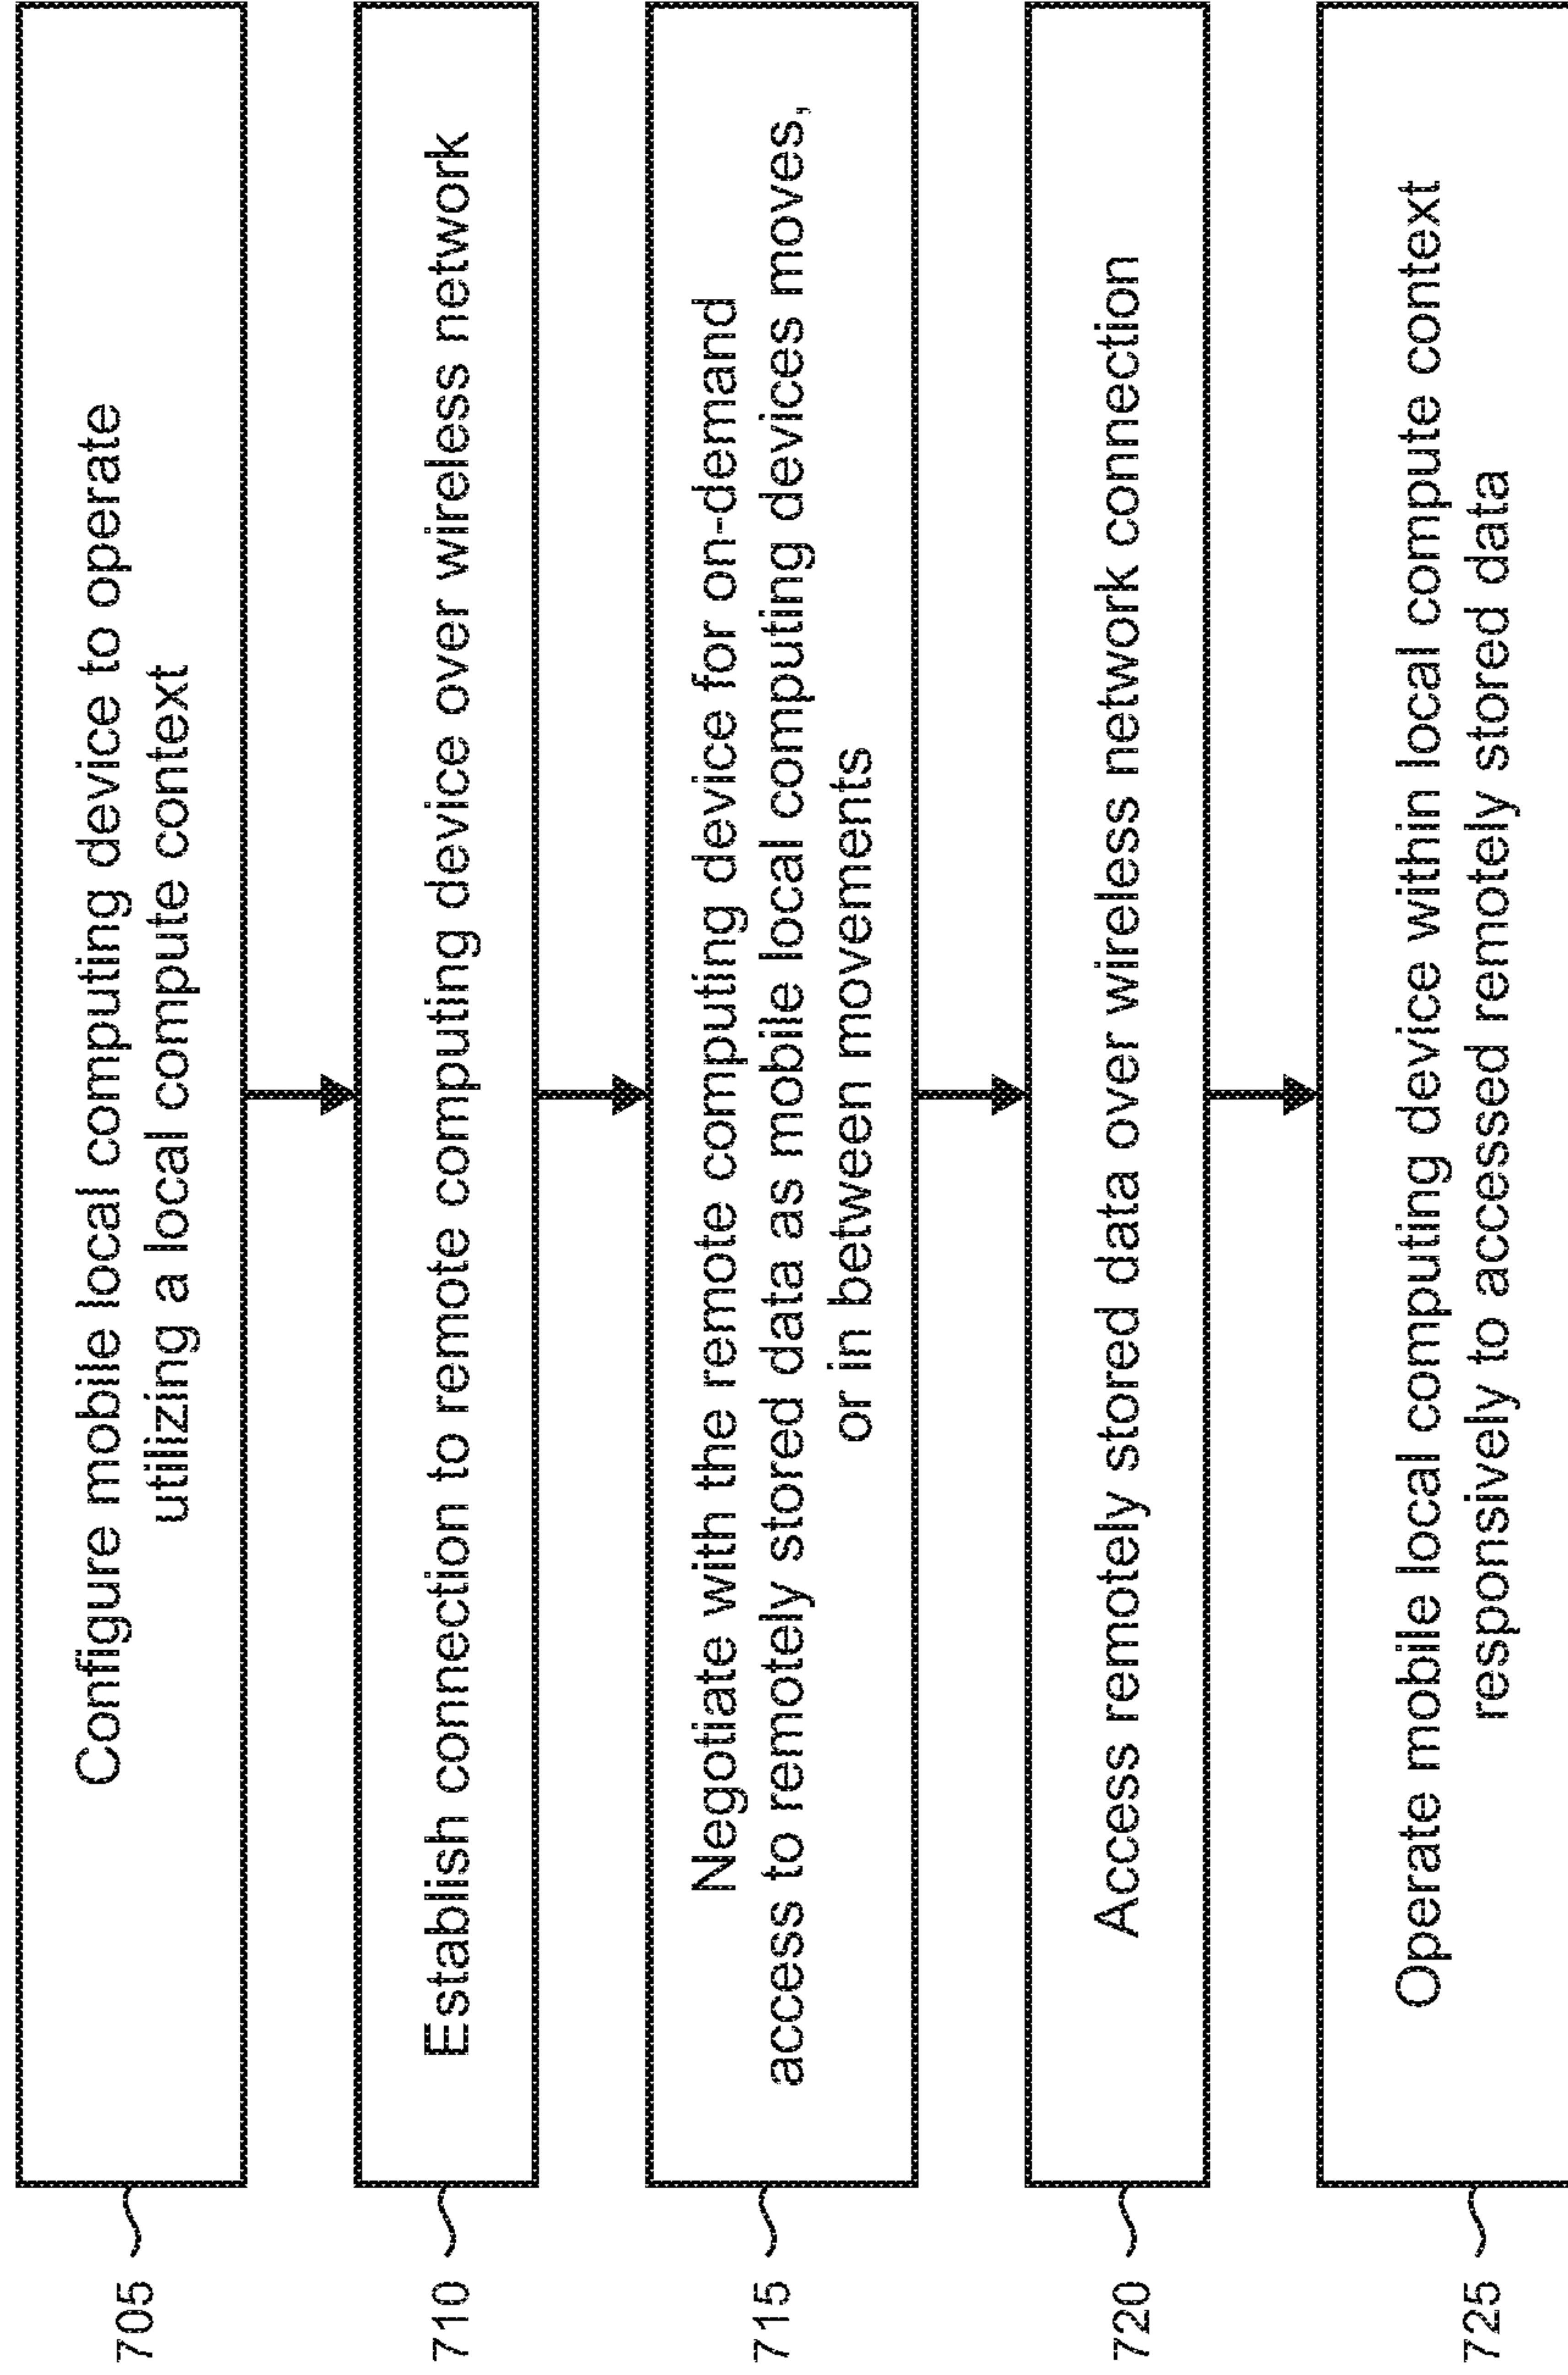 705
Configure mobile local computing device to operate
utilizing a local compute context
710
Establish connection to remote computing device over wireless network
715
Negotiate with the remote computing device for on-demand
access to remotely stored data as mobile local computing devices moves,
or in between movements
720
Access remotely stored data over wireless network connection
725
Operate mobile local computing device within local compute context
responsively to accessed remotely stored data